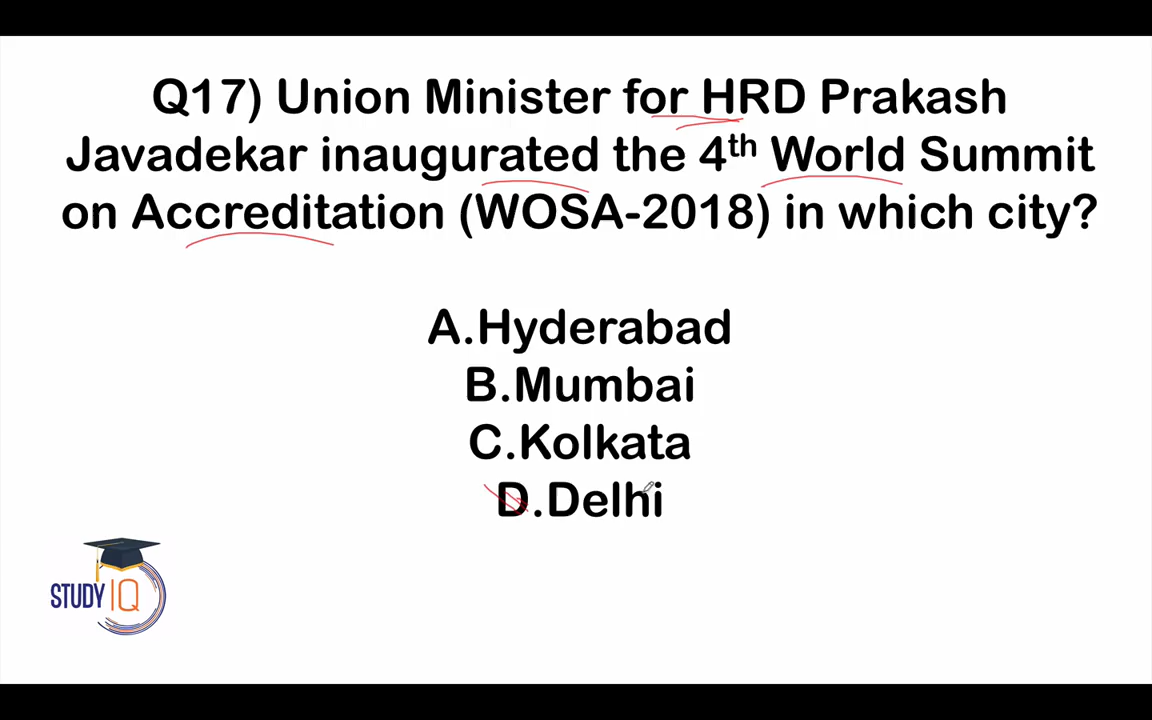 Q17) Union Minister for HRD Prakash
Javadekar inaugurated the 4th World Summit
on Accreditation (WOSA-2018) in which city?
A.Hyderabad
B.Mumbai
C.Kolkata
D.Delhi
STUDY IQ